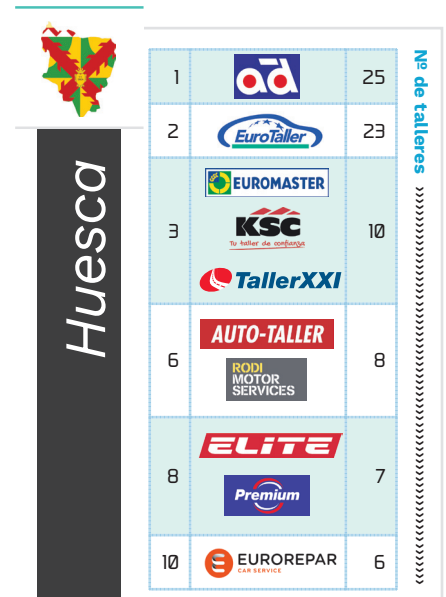 Huesca
Nº de talleres
1 ad 25
2 EuroTaller 23
3
EUROMASTER
KSC
Tu taller de confianza
TallerXXI
10
6
AUTO-TALLER
RODI
MOTOR
SERVICES
8
8
ELITE
Premium
7
10 EUROREPAR 6
CAR SERVICE